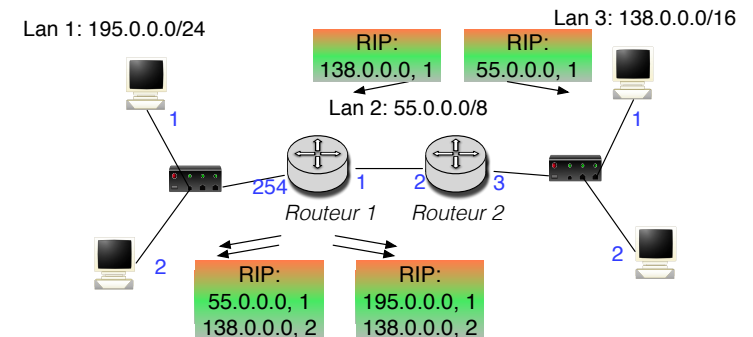 Lan 1: 195.0.0.0/24
Lan 3: 138.0.0.0/16
RIP:
138.0.0.0, 1
RIP:
55.0.0.0, 1
Lan 2: 55.0.0.0/8
1
1
254
1
2
3
Routeur 1
Routeur 2
2
2
RIP:
55.0.0.0, 1
138.0.0.0, 2
RIP:
195.0.0.0, 1
138.0.0.0, 2